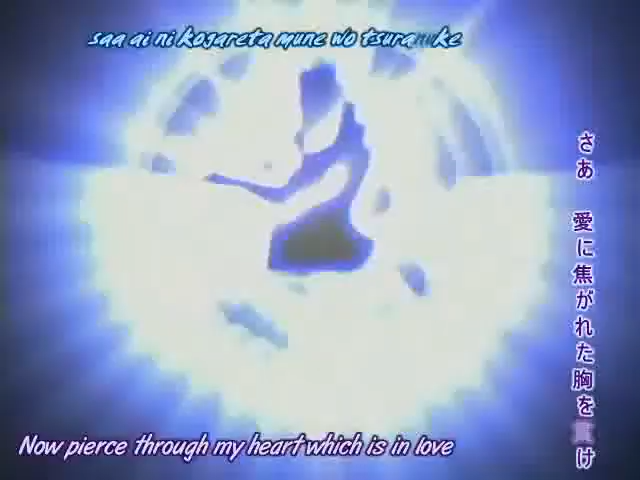 saa ai ni kogareta mune wo tsuranuke
さあ 愛に焦がれた胸を貫け
Now pierce through my heart which is in love